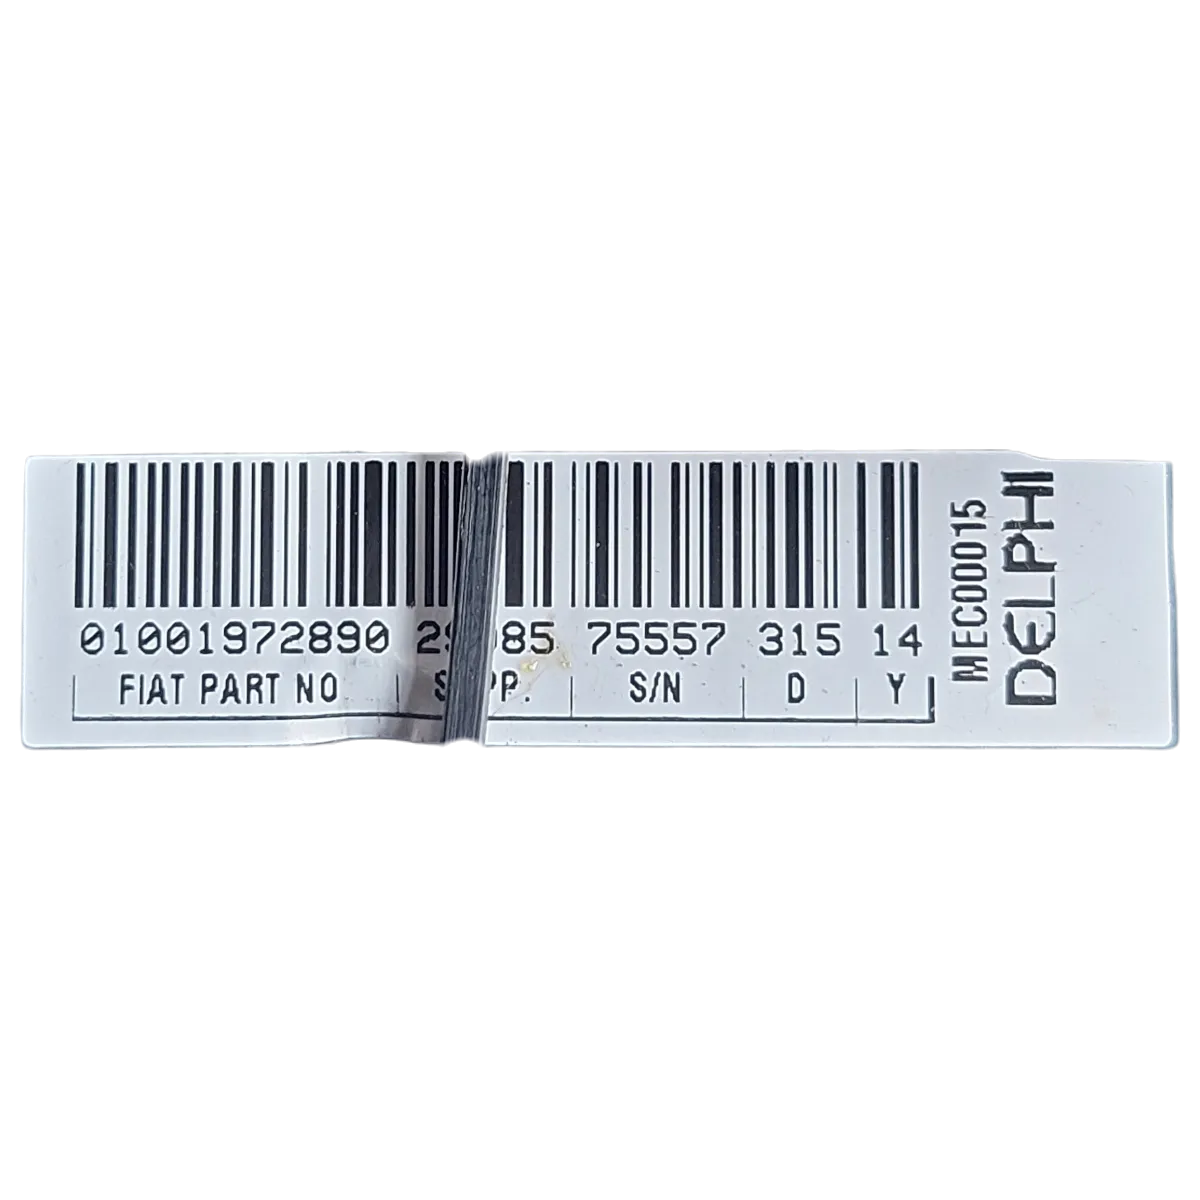 01001972890 75557 315 14
FIAT PART NO S/N D Y
MEC00015
DELPHI